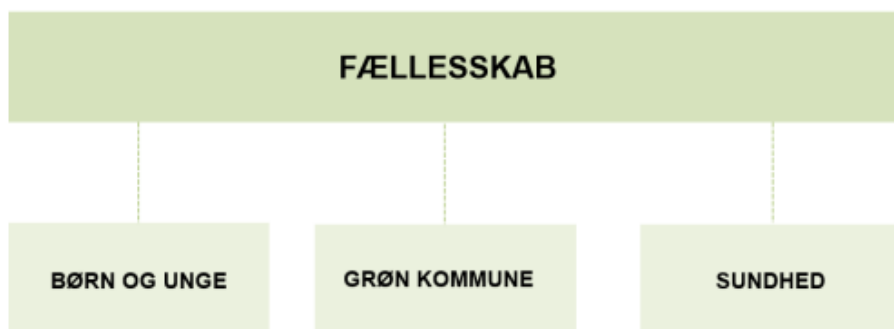 FÆLLESSKAB
BØRN OG UNGE
GRØN KOMMUNE
SUNDHED